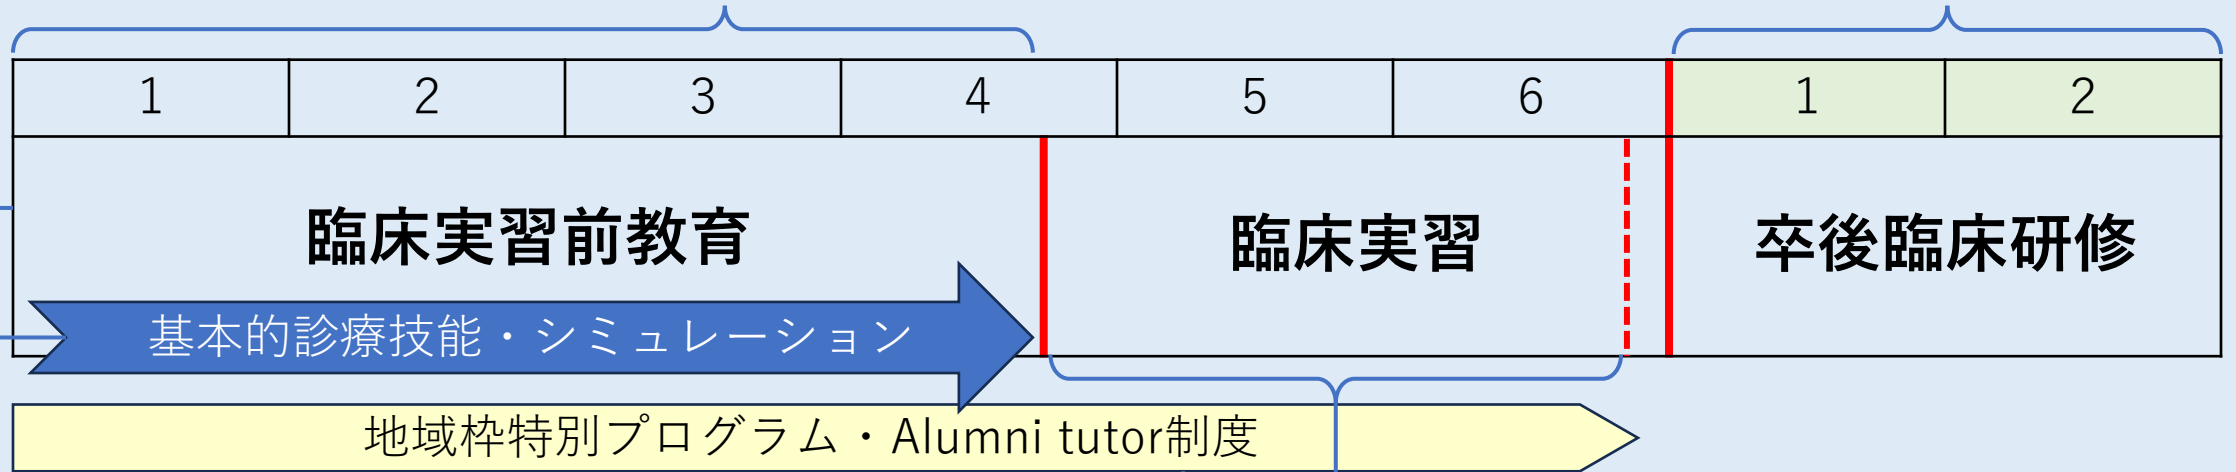 1 2 3 4 5 6 1 2
臨床実習前教育 臨床実習 卒後臨床研修
基本的診療技能・シミュレーション
地域枠特別プログラム・Alumni tutor制度